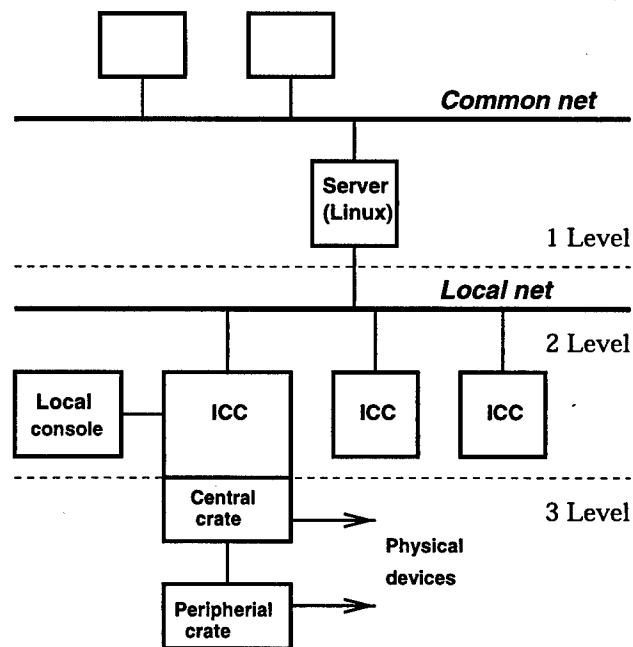 Common net
Server
(Linux)
1 Level
Local net
2 Level
Local
console
ICC
ICC
ICC
Central
crate
3 Level
Physical
devices
Peripherial
crate